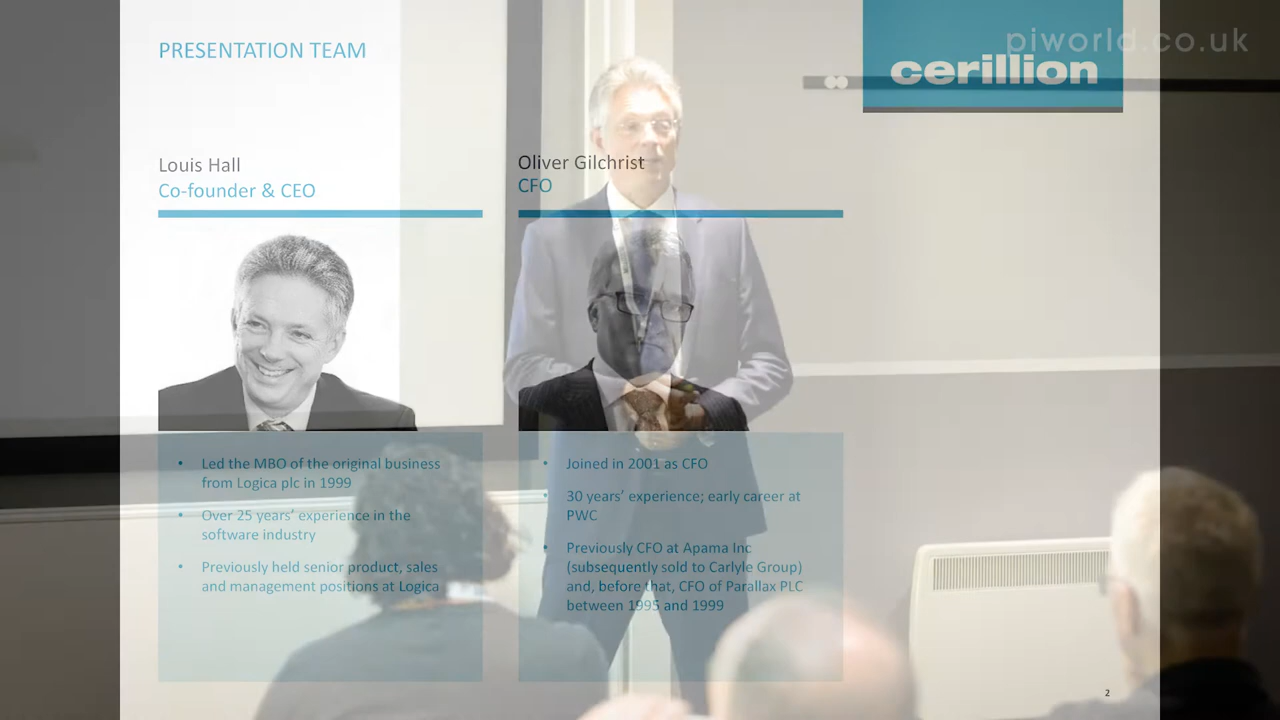 PRESENTATION TEAM
piworld.co.uk
cerillion
Louis Hall
Co-founder & CEO
Oliver Gilchrist
CFO
• Led the MBO of the original business
from Logica plc in 1999
• Over 25 years' experience in the
software industry
• Previously held senior product, sales
and management positions at Logica
• Joined in 2001 as CFO
• 30 years' experience; early career at
PWC
• Previously CFO at Apama Inc
(subsequently sold to Carlyle Group)
and, before that, CFO of Parallax PLC
between 1995 and 1999
2